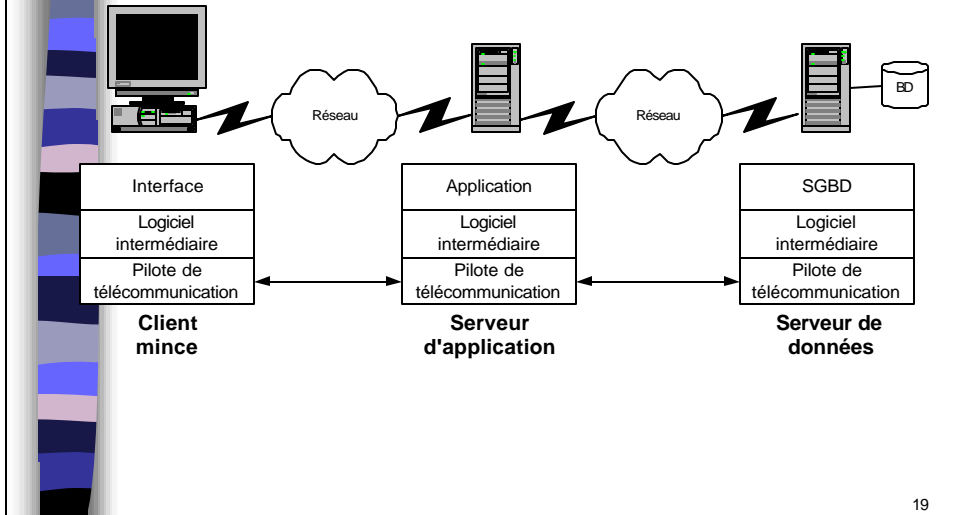 Réseau
Réseau
BD
Interface
Logiciel
intermédiaire
Pilote de
télécommunication
Client
mince
Application
Logiciel
intermédiaire
Pilote de
télécommunication
Serveur
d'application
SGBD
Logiciel
intermédiaire
Pilote de
télécommunication
Serveur de
données
19